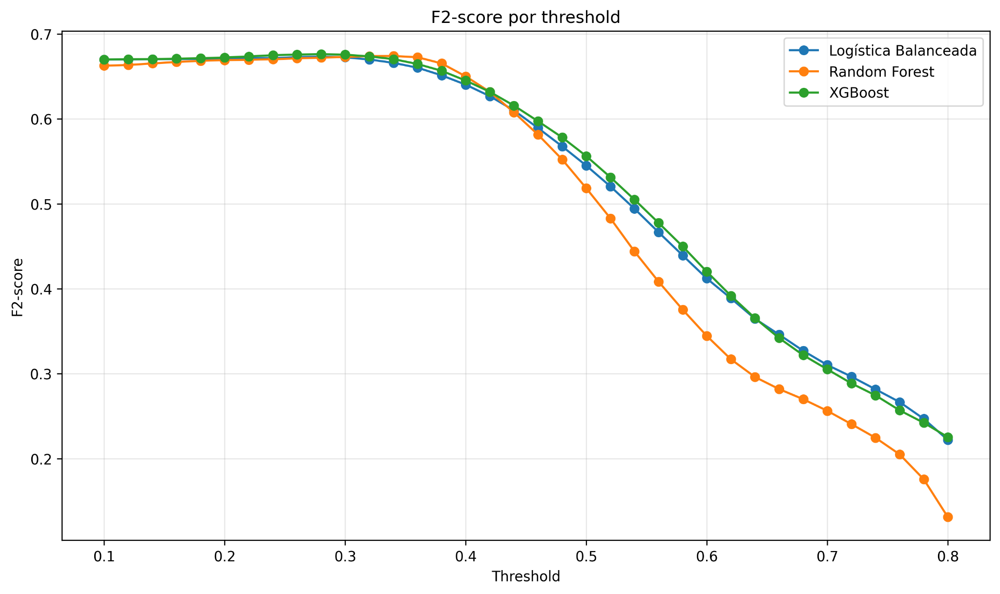 F2-score por threshold
Logística Balanceada
Random Forest
XGBoost
F2-score
0.7
0.6
0.5
0.4
0.3
0.2
0.1
0.2
0.3
0.4
0.5
0.6
0.7
0.8
Threshold